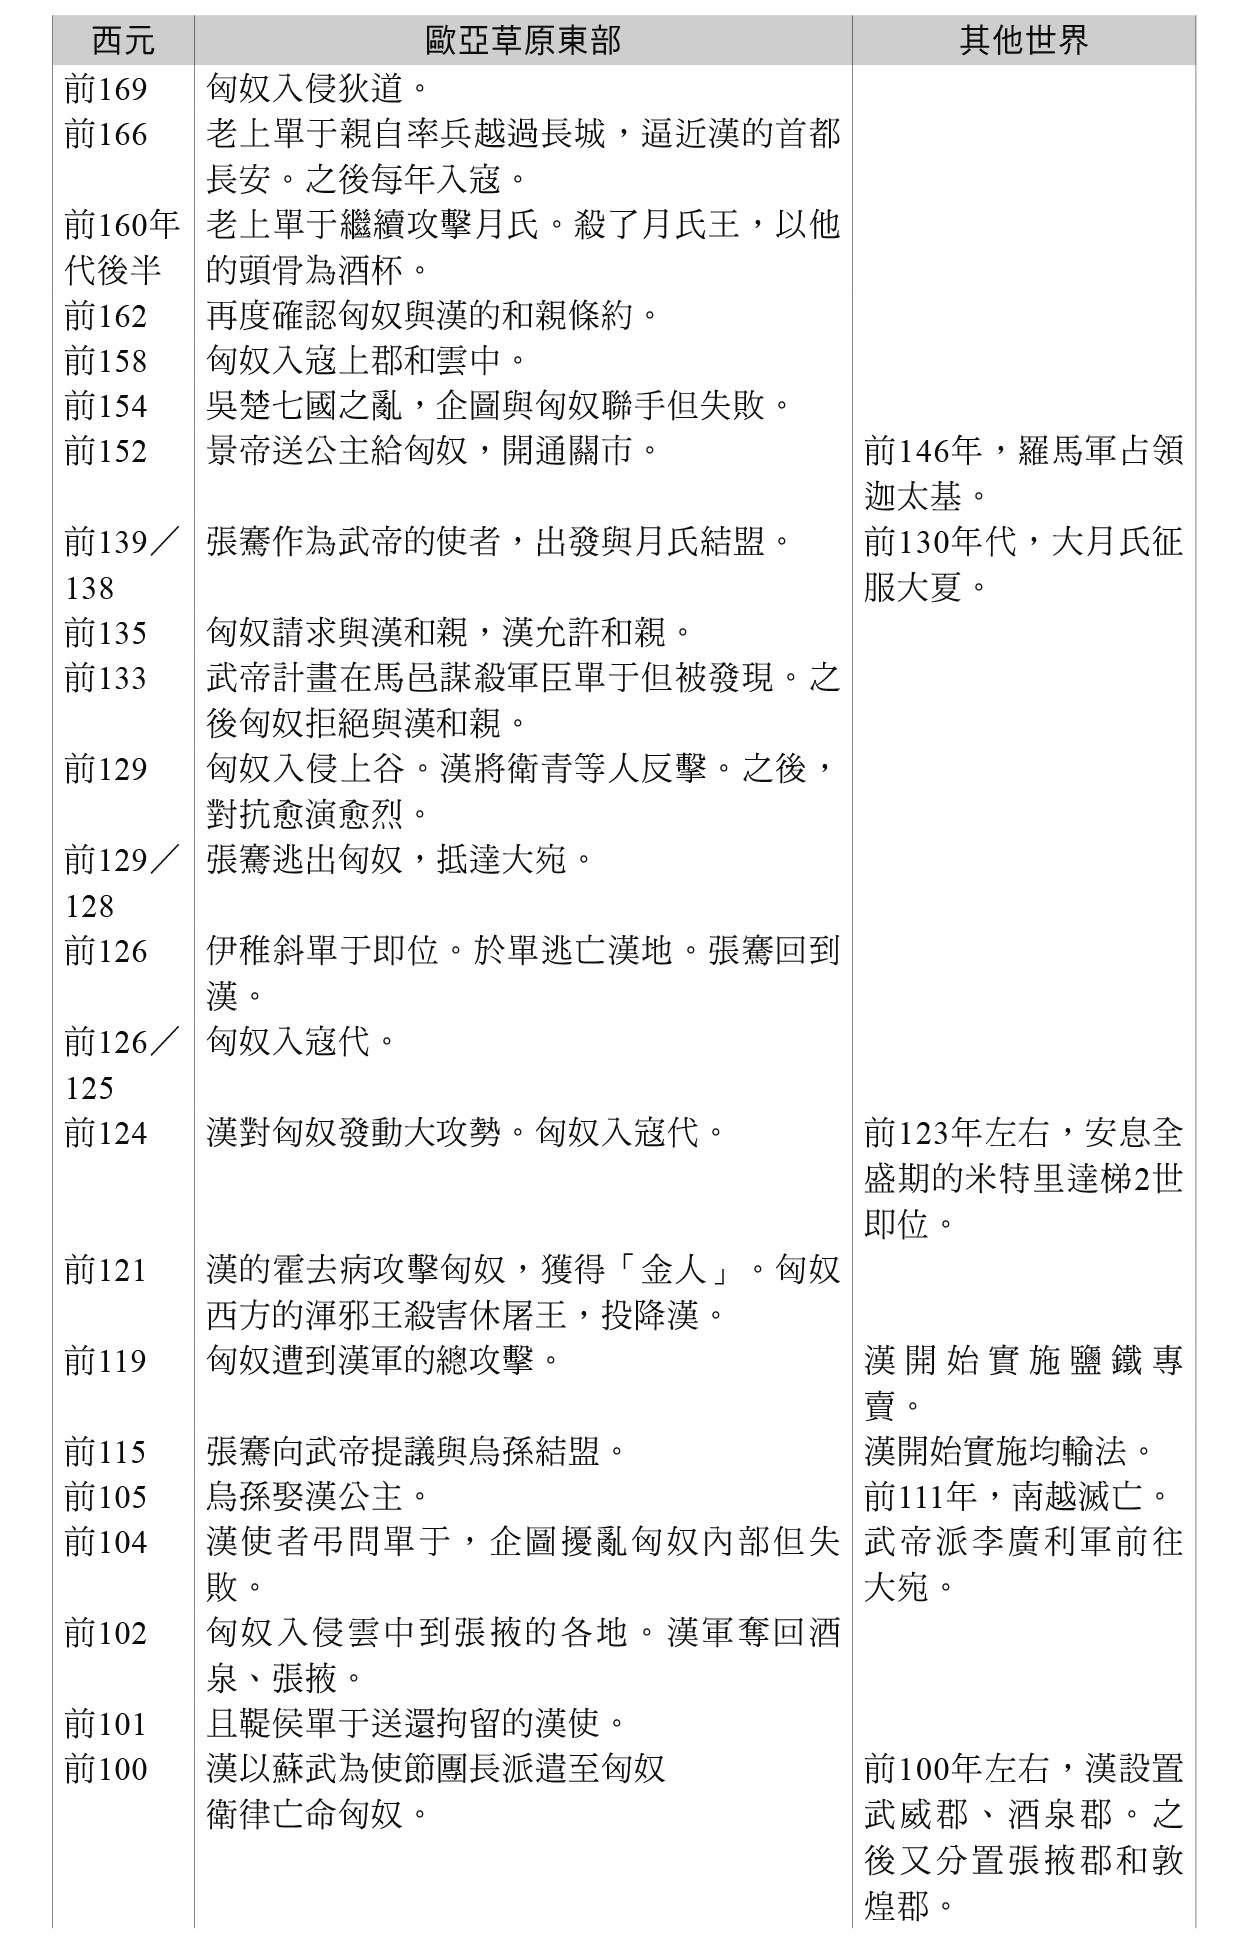 西元 歐亞草原東部 其他世界
前169 匈奴入侵狄道。
前166 老上單于親自率兵越過長城，逼近漢的首都
長安。之後每年入寇。
前160年 老上單于繼續攻擊月氏。殺了月氏王，以他
代後半 的頭骨為酒杯。
前162 再度確認匈奴與漢的和親條約。
前158 匈奴入寇上郡和雲中。
前154 吳楚七國之亂，企圖與匈奴聯手但失敗。
前152 景帝送公主給匈奴，開通關市。 前146年，羅馬軍占領
迦太基。
前139／ 張騫作為武帝的使者，出發與月氏結盟。 前130年代，大月氏征
138 服大夏。
前135 匈奴請求與漢和親，漢允許和親。
前133 武帝計畫在馬邑謀殺軍臣單于但被發現。之
後匈奴拒絕與漢和親。
前129 匈奴入侵上谷。漢將衛青等人反擊。之後，
對抗愈演愈烈。
前129／ 張騫逃出匈奴，抵達大宛。
128
前126 伊稚斜單于即位。於單逃亡漢地。張騫回到
漢。
前126／ 匈奴入寇代。
125
前124 漢對匈奴發動大攻勢。匈奴入寇代。 前123年左右，安息全
盛期的米特里達梯2世
即位。
前121 漢的霍去病攻擊匈奴，獲得「金人」。匈奴
西方的渾邪王殺害休屠王，投降漢。
前119 匈奴遭到漢軍的總攻擊。 漢開始實施鹽鐵專
賣。
前115 張騫向武帝提議與烏孫結盟。 漢開始實施均輸法。
前105 烏孫娶漢公主。 前111年，南越滅亡。
前104 漢使者弔問單于，企圖擾亂匈奴內部但失 武帝派李廣利軍前往
敗。 大宛。
前102 匈奴入侵雲中到張掖的各地。漢軍奪回酒
泉、張掖。
前101 且鞮侯單于送還拘留的漢使。
前100 漢以蘇武為使節團長派遣至匈奴 前100年左右，漢設置
衛律亡命匈奴。 武威郡、酒泉郡。之
後又分置張掖郡和敦
煌郡。